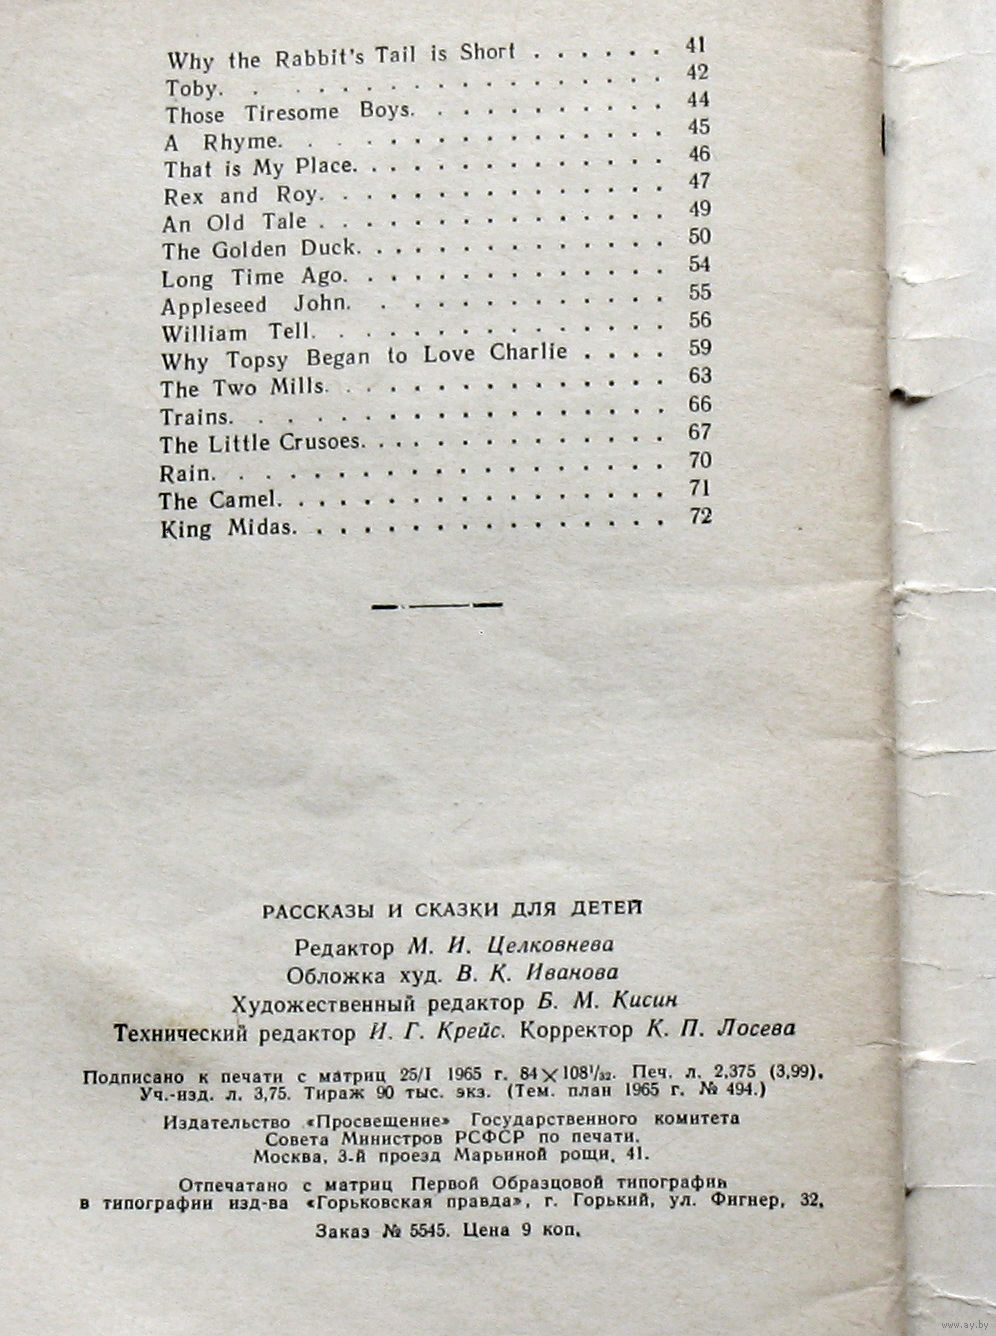 Why the Rabbit's Tail is Short . . . . . . 41
Toby. . . . . . . . . . . . . . . . . . 42
Those Tiresome Boys. . . . . . . . . . . 44
A Rhyme. . . . . . . . . . . . . . . . 45
That is My Place. . . . . . . . . . . . . 46
Rex and Roy. . . . . . . . . . . . . . . 47
An Old Tale . . . . . . . . . . . . . . . 49
The Golden Duck. . . . . . . . . . . . . 50
Long Time Ago. . . . . . . . . . . . . . 54
Appleseed John. . . . . . . . . . . . . 55
William Tell. . . . . . . . . . . . . . . 56
Why Topsy Began to Love Charlie . . . . 59
The Two Mills. . . . . . . . . . . . . . 63
Trains. . . . . . . . . . . . . . . . . . 66
The Little Crusoes. . . . . . . . . . . . . 67
Rain. . . . . . . . . . . . . . . . . . . 70
The Camel. . . . . . . . . . . . . . . . 71
King Midas. . . . . . . . . . . . . . . . 72
РАССКАЗЫ И СКАЗКИ ДЛЯ ДЕТЕЙ
Редактор М. И. Целковнева
Обложка худ. В. К. Иванова
Художественный редактор Б. М. Кисин
Технический редактор И. Г. Крейс. Корректор К. П. Лосева
Подписано к печати с матриц 25/I 1965 г. 84×108¹/₃₂. Печ. л. 2,375 (3,99).
Уч.-изд. л. 3,75. Тираж 90 тыс. экз. (Тем. план 1965 г. № 494.)
Издательство «Просвещение» Государственного комитета
Совета Министров РСФСР по печати.
Москва, 3-й проезд Марьиной рощи, 41.
Отпечатано с матриц Первой Образцовой типографии
в типографии изд-ва «Горьковская правда», г. Горький, ул. Фигнер, 32.
Заказ № 5545. Цена 9 коп.
www.ay.by